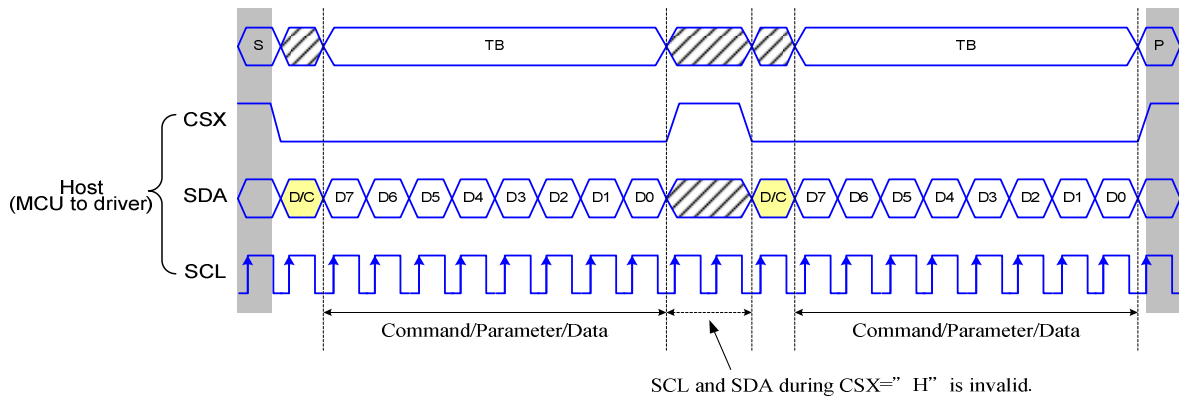 S TB TB P
CSX
Host
(MCU to driver)
SDA D/C D7 D6 D5 D4 D3 D2 D1 D0 D/C D7 D6 D5 D4 D3 D2 D1 D0
SCL
Command/Parameter/Data Command/Parameter/Data
SCL and SDA during CSX=” H” is invalid.